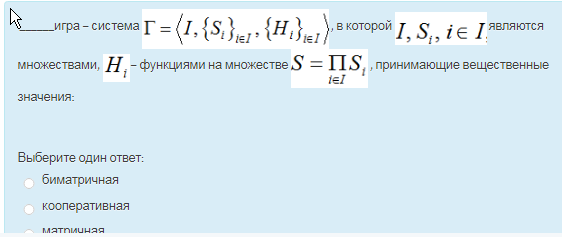 ______игра – система Γ = ⟨I, {S_i}_{i∈I}, {H_i}_{i∈I}⟩, в которой I, S_i, i ∈ I являются
множествами, H_i – функциями на множестве S = ∏_{i∈I} S_i, принимающие вещественные
значения:
Выберите один ответ:
биматричная
кооперативная
матричная